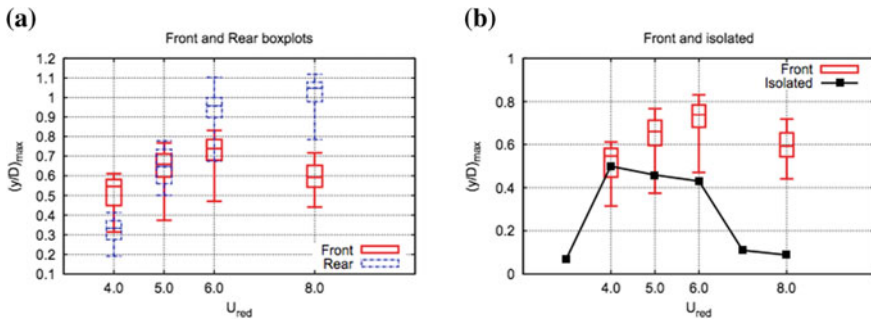 (a)
Front and Rear boxplots
(y/D)max
1.2
1.1
1
0.9
0.8
0.7
0.6
0.5
0.4
0.3
0.2
0.1
4.0 5.0 6.0 8.0
Ured
Front
Rear
(b)
Front and isolated
(y/D)max
1
0.8
0.6
0.4
0.2
0
4.0 5.0 6.0 8.0
Ured
Front
Isolated